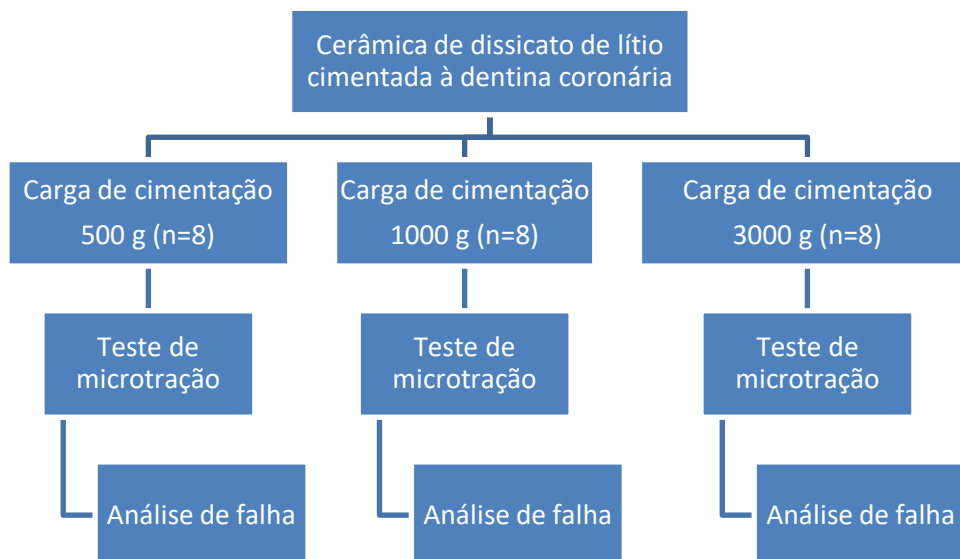 Cerâmica de dissicato de lítio
cimentada à dentina coronária
Carga de cimentação
500 g (n=8)
Carga de cimentação
1000 g (n=8)
Carga de cimentação
3000 g (n=8)
Teste de
microtração
Teste de
microtração
Teste de
microtração
Análise de falha
Análise de falha
Análise de falha